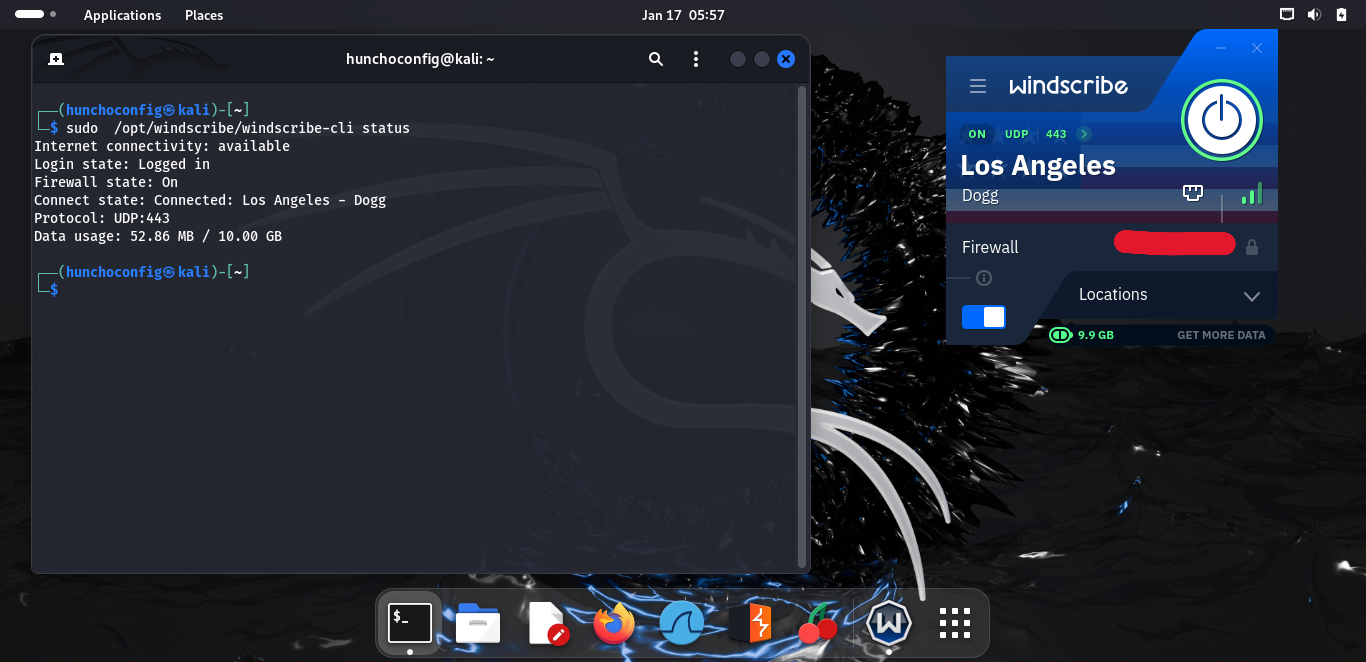 Applications Places
Jan 17 05:57
hunchoconfig@kali: ~
┌──(hunchoconfig㉿kali)-[~]
└─$ sudo  /opt/windscribe/windscribe-cli status
Internet connectivity: available
Login state: Logged in
Firewall state: On
Connect state: Connected: Los Angeles - Dogg
Protocol: UDP:443
Data usage: 52.86 MB / 10.00 GB
┌──(hunchoconfig㉿kali)-[~]
└─$
windscribe
ON UDP 443
Los Angeles
Dogg
Firewall
Locations
9.9 GB GET MORE DATA
$_
W